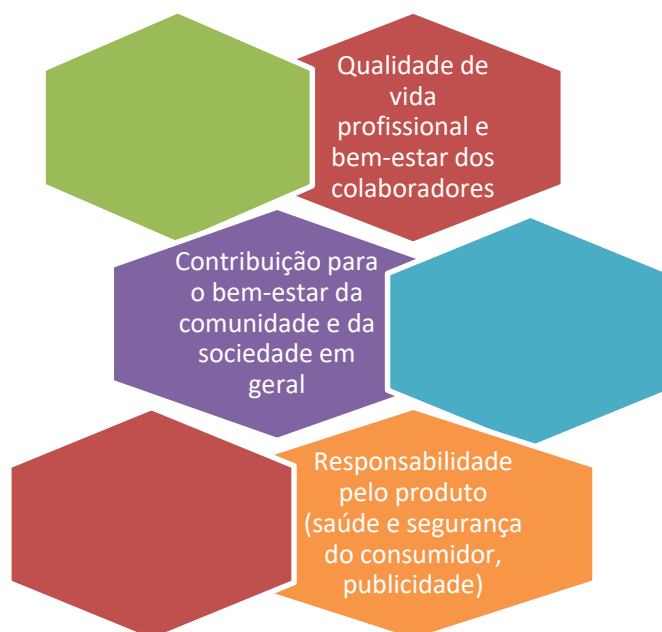 Qualidade de
vida
profissional e
bem-estar dos
colaboradores
Contribuição para
o bem-estar da
comunidade e da
sociedade em
geral
Responsabilidade
pelo produto
(saúde e segurança
do consumidor,
publicidade)